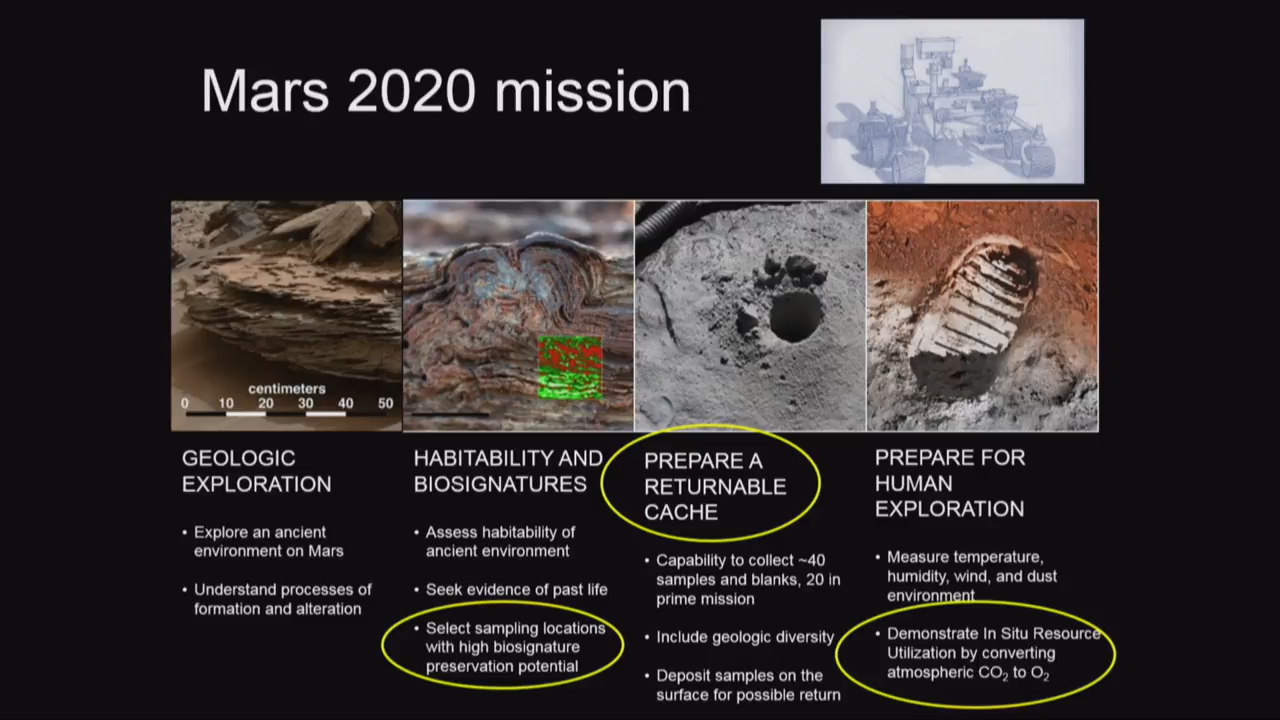 Mars 2020 mission
centimeters
0 10 20 30 40 50
GEOLOGIC
EXPLORATION
• Explore an ancient
environment on Mars
• Understand processes of
formation and alteration
HABITABILITY AND
BIOSIGNATURES
• Assess habitability of
ancient environment
• Seek evidence of past life
• Select sampling locations
with high biosignature
preservation potential
PREPARE A
RETURNABLE
CACHE
• Capability to collect ~40
samples and blanks, 20 in
prime mission
• Include geologic diversity
• Deposit samples on the
surface for possible return
PREPARE FOR
HUMAN
EXPLORATION
• Measure temperature,
humidity, wind, and dust
environment
• Demonstrate In Situ Resource
Utilization by converting
atmospheric CO₂ to O₂